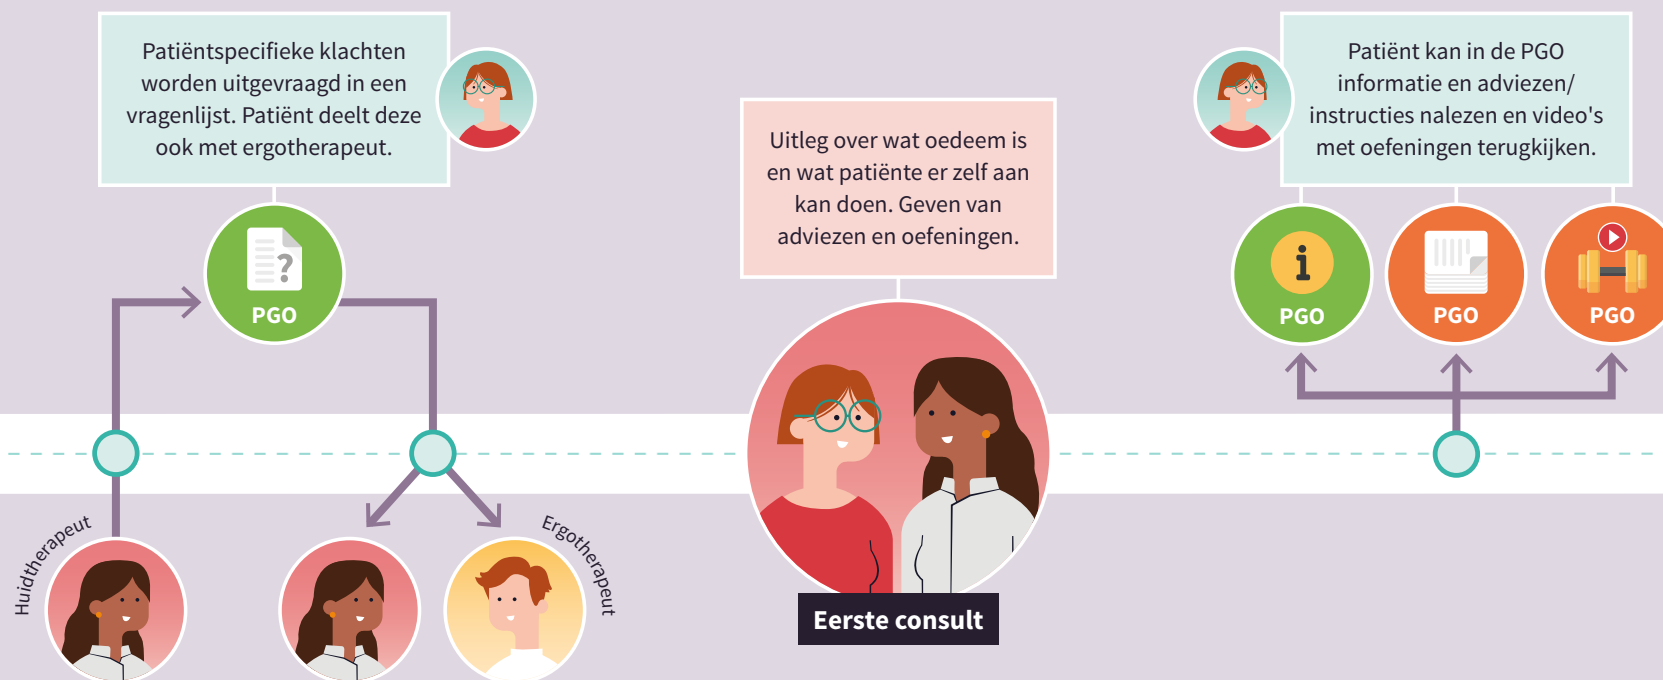 Patiëntspecifieke klachten
worden uitgevraagd in een
vragenlijst. Patiënt deelt deze
ook met ergotherapeut.
?
PGO
Huidtherapeut
Ergotherapeut
Uitleg over wat oedeem is
en wat patiënte er zelf aan
kan doen. Geven van
adviezen en oefeningen.
Eerste consult
Patiënt kan in de PGO
informatie en adviezen/
instructies nalezen en video's
met oefeningen terugkijken.
i
PGO
PGO
PGO